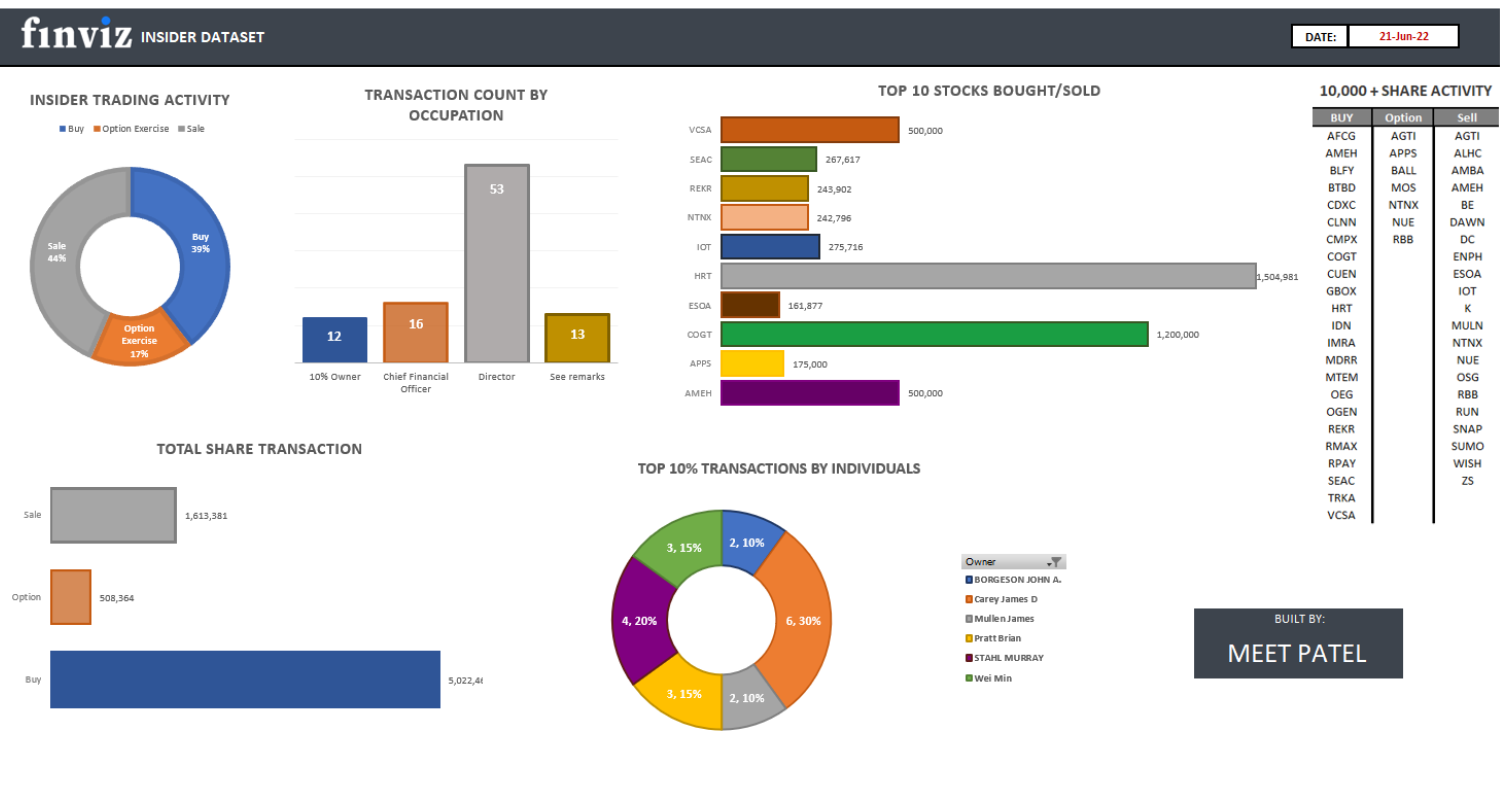 finviz INSIDER DATASET
DATE: 21-Jun-22
INSIDER TRADING ACTIVITY
Buy Option Exercise Sale
Sale
44%
Buy
39%
Option
Exercise
17%
TRANSACTION COUNT BY
OCCUPATION
53
16
12
13
10% Owner Chief Financial Officer Director See remarks
TOP 10 STOCKS BOUGHT/SOLD
VCSA 500,000
SEAC 267,617
REKR 243,902
NTNX 242,796
IOT 275,716
HRT 1,504,981
ESOA 161,877
COGT 1,200,000
APPS 175,000
AMEH 500,000
10,000 + SHARE ACTIVITY
BUY Option Sell
AFCG AGTI AGTI
AMEH APPS ALHC
BLFY BALL AMBA
BTBD MOS AMEH
CDXC NTNX BE
CLNN NUE DAWN
CMPX RBB DC
COGT ENPH
CUEN ESOA
GBOX IOT
HRT K
IDN MULN
IMRA NTNX
MDRR NUE
MTEM OSG
OEG RBB
OGEN RUN
REKR SNAP
RMAX SUMO
RPAY WISH
SEAC ZS
TRKA
VCSA
TOTAL SHARE TRANSACTION
Sale 1,613,381
Option 508,364
Buy
TOP 10% TRANSACTIONS BY INDIVIDUALS
3, 15% 2, 10%
4, 20% 6, 30%
3, 15% 2, 10%
Owner
BORGESON JOHN A.
Carey James D
Mullen James
Pratt Brian
STAHL MURRAY
Wei Min
BUILT BY:
MEET PATEL